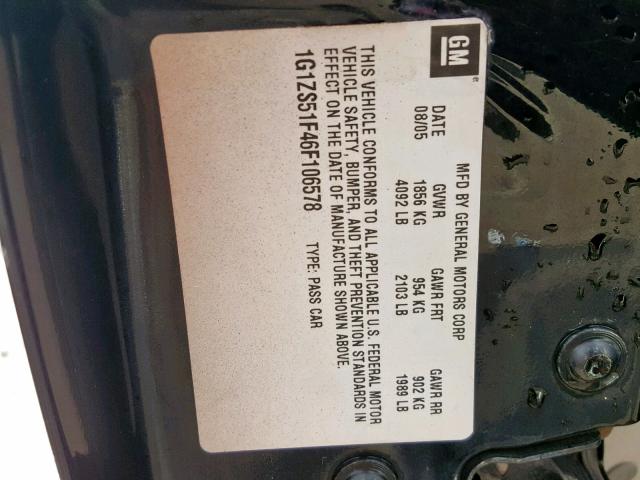 GM
MFD BY GENERAL MOTORS CORP
DATE GVWR GAWR FRT GAWR RR
08/05 1856 KG 954 KG 902 KG
4092 LB 2103 LB 1989 LB
THIS VEHICLE CONFORMS TO ALL APPLICABLE U.S. FEDERAL MOTOR
VEHICLE SAFETY, BUMPER, AND THEFT PREVENTION STANDARDS IN
EFFECT ON THE DATE OF MANUFACTURE SHOWN ABOVE.
1G1ZS51F46F106578 TYPE: PASS CAR